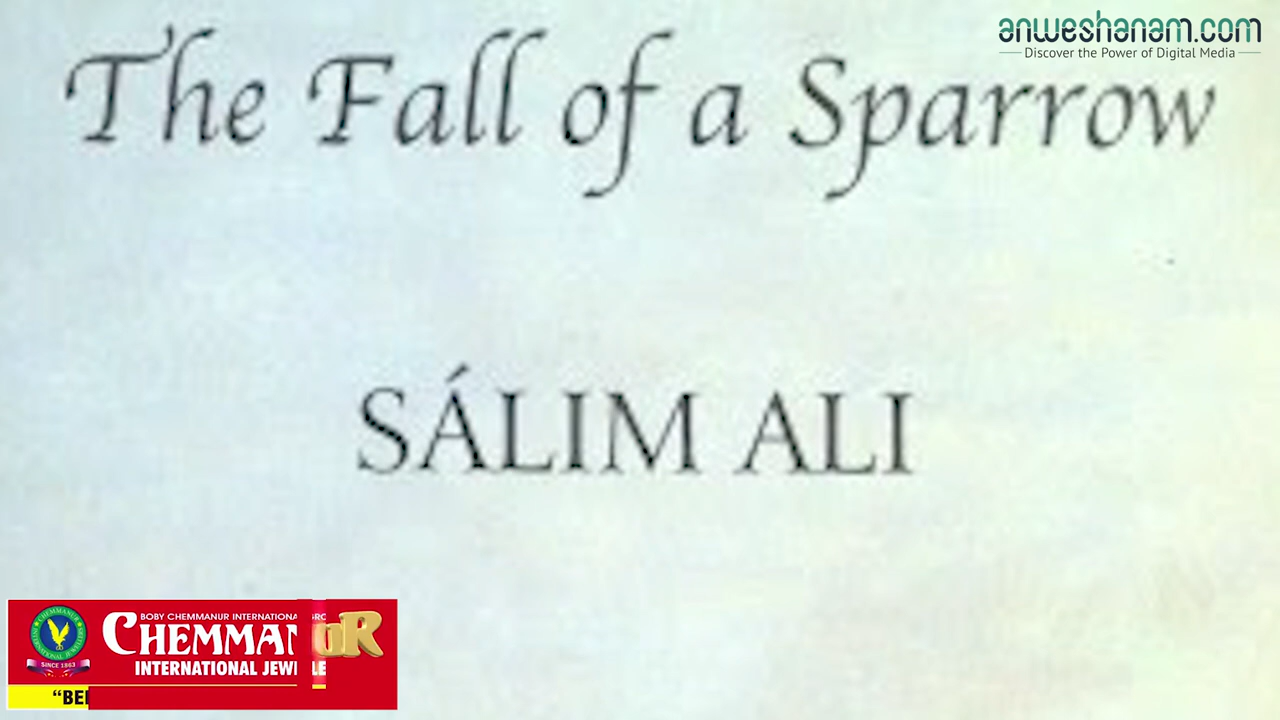 anweshanam.com
Discover the Power of Digital Media
The Fall of a Sparrow
SÁLIM ALI
BOBY CHEMMANUR INTERNATIONAL
CHEMMANUR
INTERNATIONAL
SINCE 1863